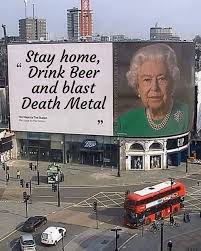 “ Stay home,
Drink Beer
and blast
Death Metal